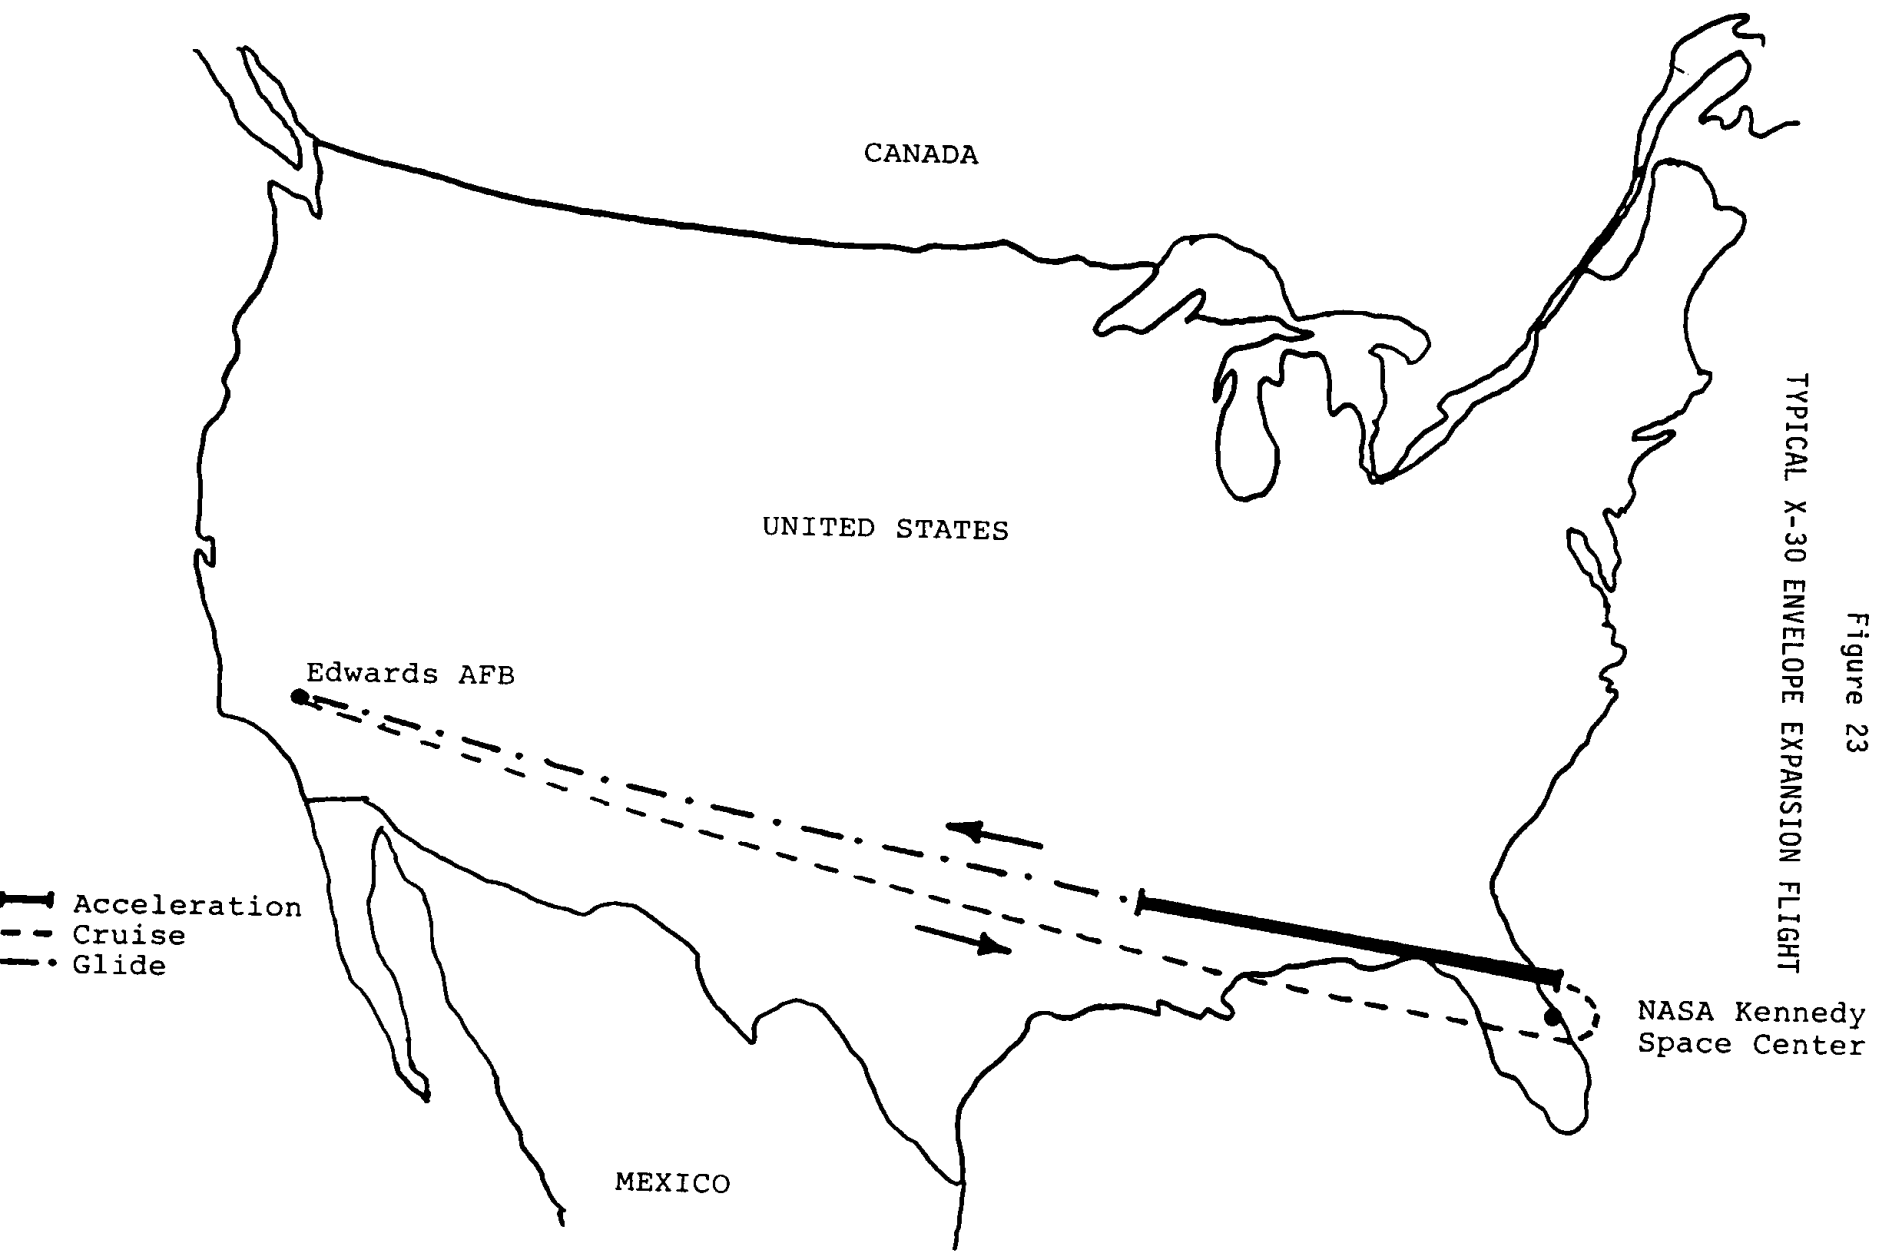 CANADA
UNITED STATES
Edwards AFB
Acceleration
Cruise
Glide
MEXICO
NASA Kennedy
Space Center
Figure 23
TYPICAL X-30 ENVELOPE EXPANSION FLIGHT